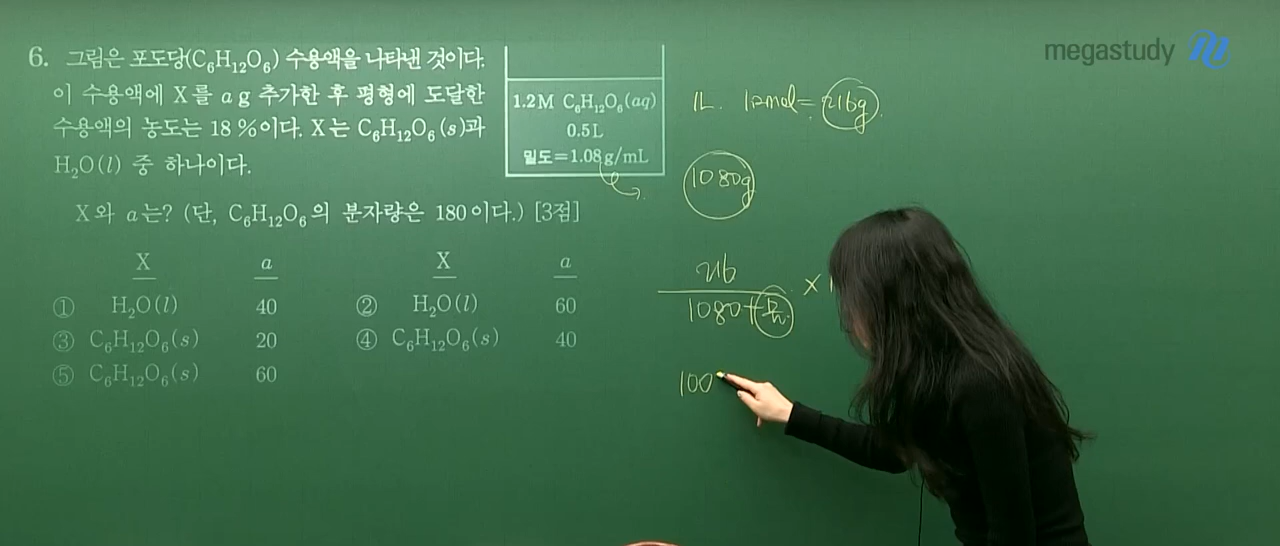 megastudy
6. 그림은 포도당(C₆H₁₂O₆) 수용액을 나타낸 것이다.
이 수용액에 X를 a g 추가한 후 평형에 도달한
수용액의 농도는 18 %이다. X는 C₆H₁₂O₆(s)과
H₂O(l) 중 하나이다.
1.2M C₆H₁₂O₆(aq)
0.5L
밀도=1.08g/mL
X와 a는? (단, C₆H₁₂O₆의 분자량은 180이다.) [3점]
X a X a
① H₂O(l) 40 ② H₂O(l) 60
③ C₆H₁₂O₆(s) 20 ④ C₆H₁₂O₆(s) 40
⑤ C₆H₁₂O₆(s) 60
1L. 1.2mol = 216g
1080g
216
1080+물 ×
100